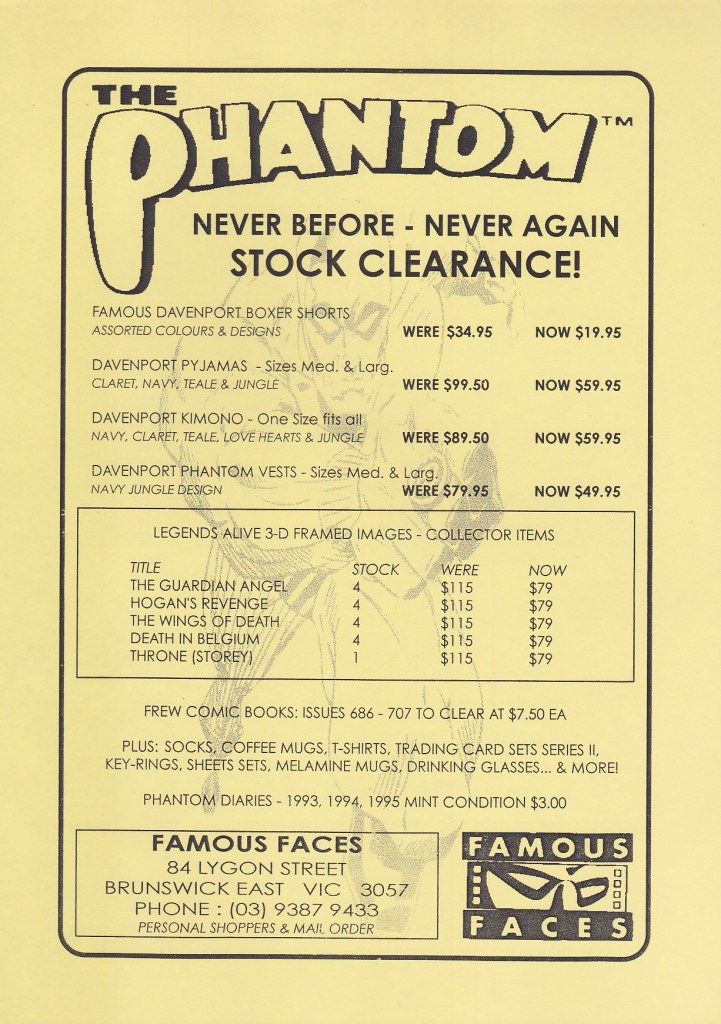 THE
PHANTOM™
NEVER BEFORE - NEVER AGAIN
STOCK CLEARANCE!
FAMOUS DAVENPORT BOXER SHORTS
ASSORTED COLOURS & DESIGNS WERE $34.95 NOW $19.95
DAVENPORT PYJAMAS - Sizes Med. & Larg.
CLARET, NAVY, TEALE & JUNGLE WERE $99.50 NOW $59.95
DAVENPORT KIMONO - One Size fits all
NAVY, CLARET, TEALE, LOVE HEARTS & JUNGLE WERE $89.50 NOW $59.95
DAVENPORT PHANTOM VESTS - Sizes Med. & Larg.
NAVY JUNGLE DESIGN WERE $79.95 NOW $49.95
LEGENDS ALIVE 3-D FRAMED IMAGES - COLLECTOR ITEMS
TITLE STOCK WERE NOW
THE GUARDIAN ANGEL 4 $115 $79
HOGAN'S REVENGE 4 $115 $79
THE WINGS OF DEATH 4 $115 $79
DEATH IN BELGIUM 4 $115 $79
THRONE (STOREY) 1 $115 $79
FREW COMIC BOOKS: ISSUES 686 - 707 TO CLEAR AT $7.50 EA
PLUS: SOCKS, COFFEE MUGS, T-SHIRTS, TRADING CARD SETS SERIES II,
KEY-RINGS, SHEETS SETS, MELAMINE MUGS, DRINKING GLASSES... & MORE!
PHANTOM DIARIES - 1993, 1994, 1995 MINT CONDITION $3.00
FAMOUS FACES
84 LYGON STREET
BRUNSWICK EAST VIC 3057
PHONE : (03) 9387 9433
PERSONAL SHOPPERS & MAIL ORDER
FAMOUS
FACES